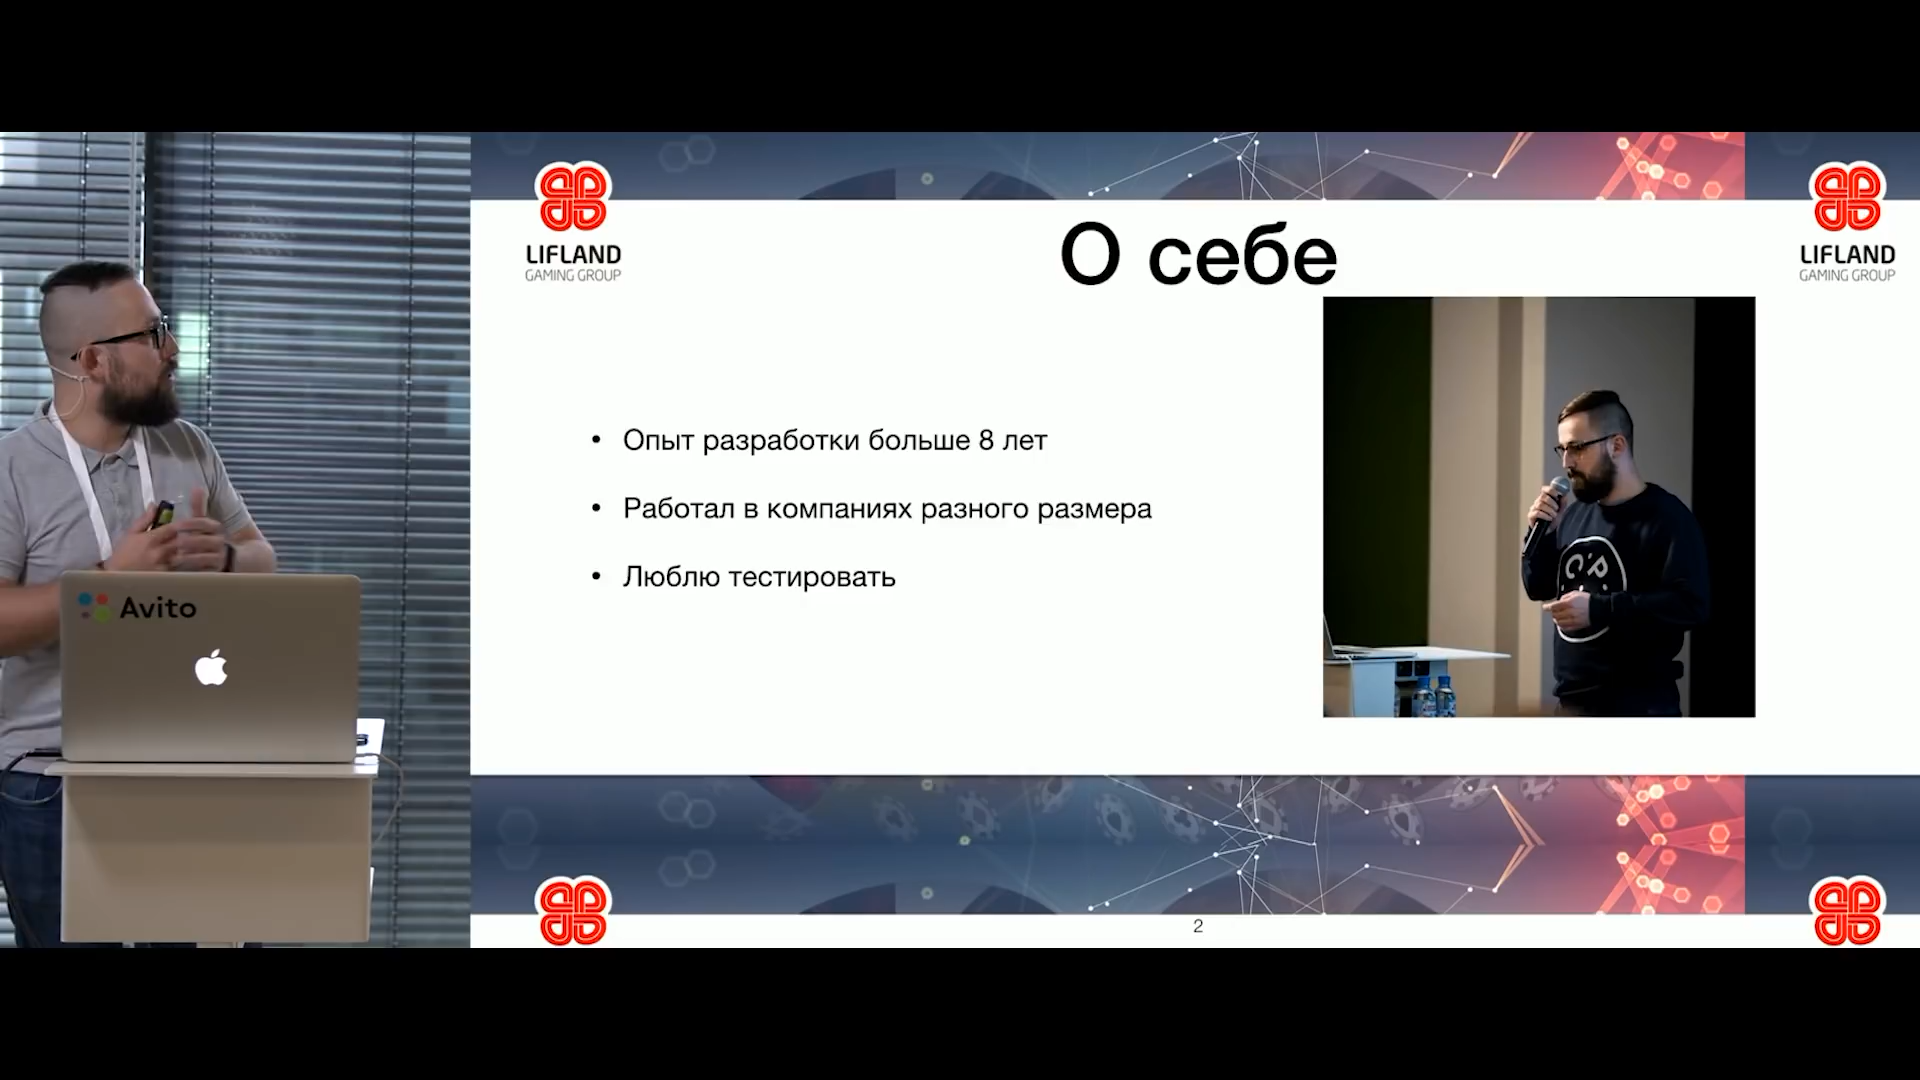 LIFLAND
GAMING GROUP
О себе
LIFLAND
GAMING GROUP
• Опыт разработки больше 8 лет
• Работал в компаниях разного размера
• Люблю тестировать
Avito
2